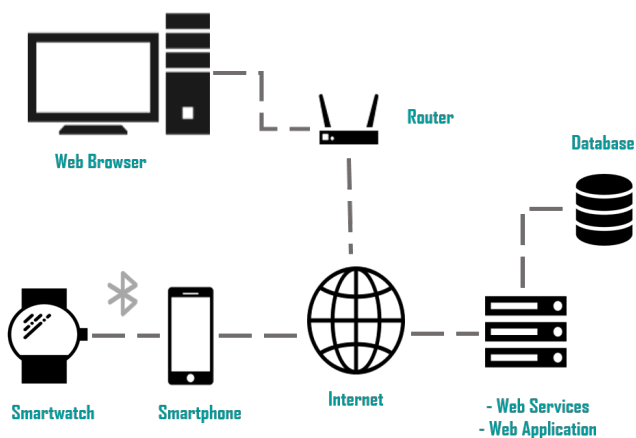 Router
Database
Web Browser
Internet
Smartwatch
Smartphone
- Web Services
- Web Application